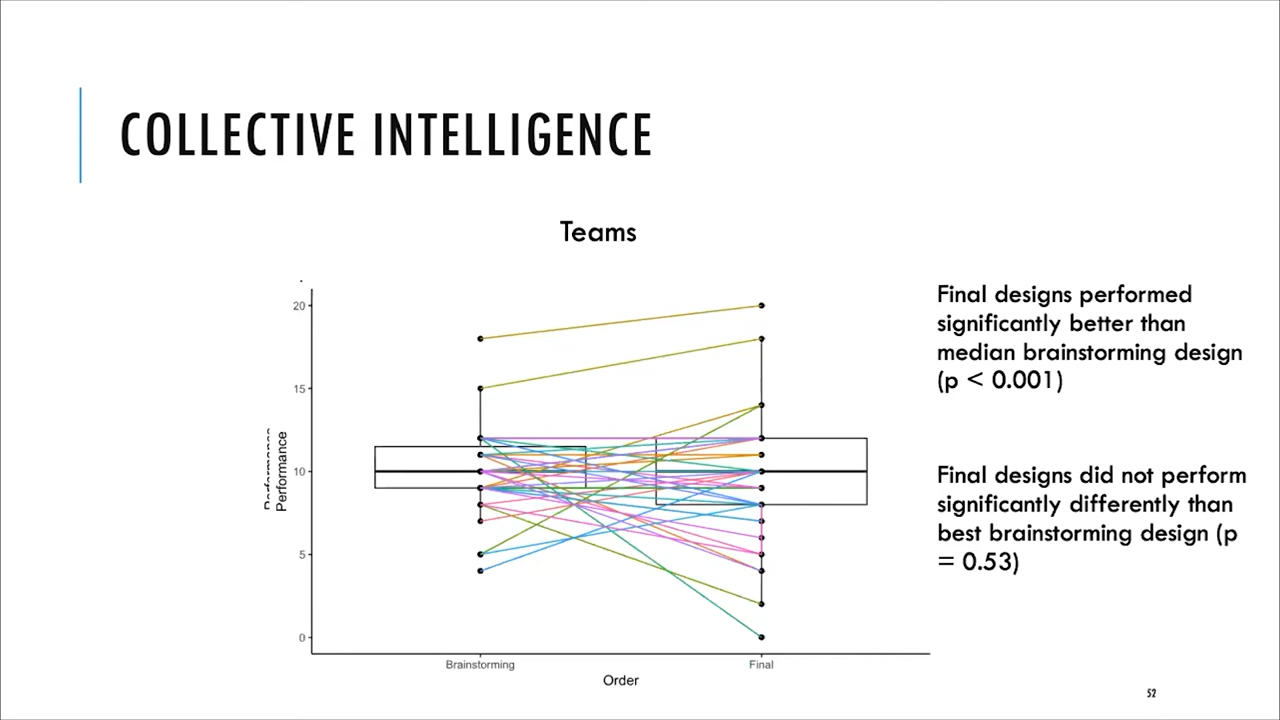 COLLECTIVE INTELLIGENCE
Teams
20
15
10
5
0
Performance
Performance
Brainstorming
Final
Order
Final designs performed
significantly better than
median brainstorming design
(p < 0.001)
Final designs did not perform
significantly differently than
best brainstorming design (p
= 0.53)
52